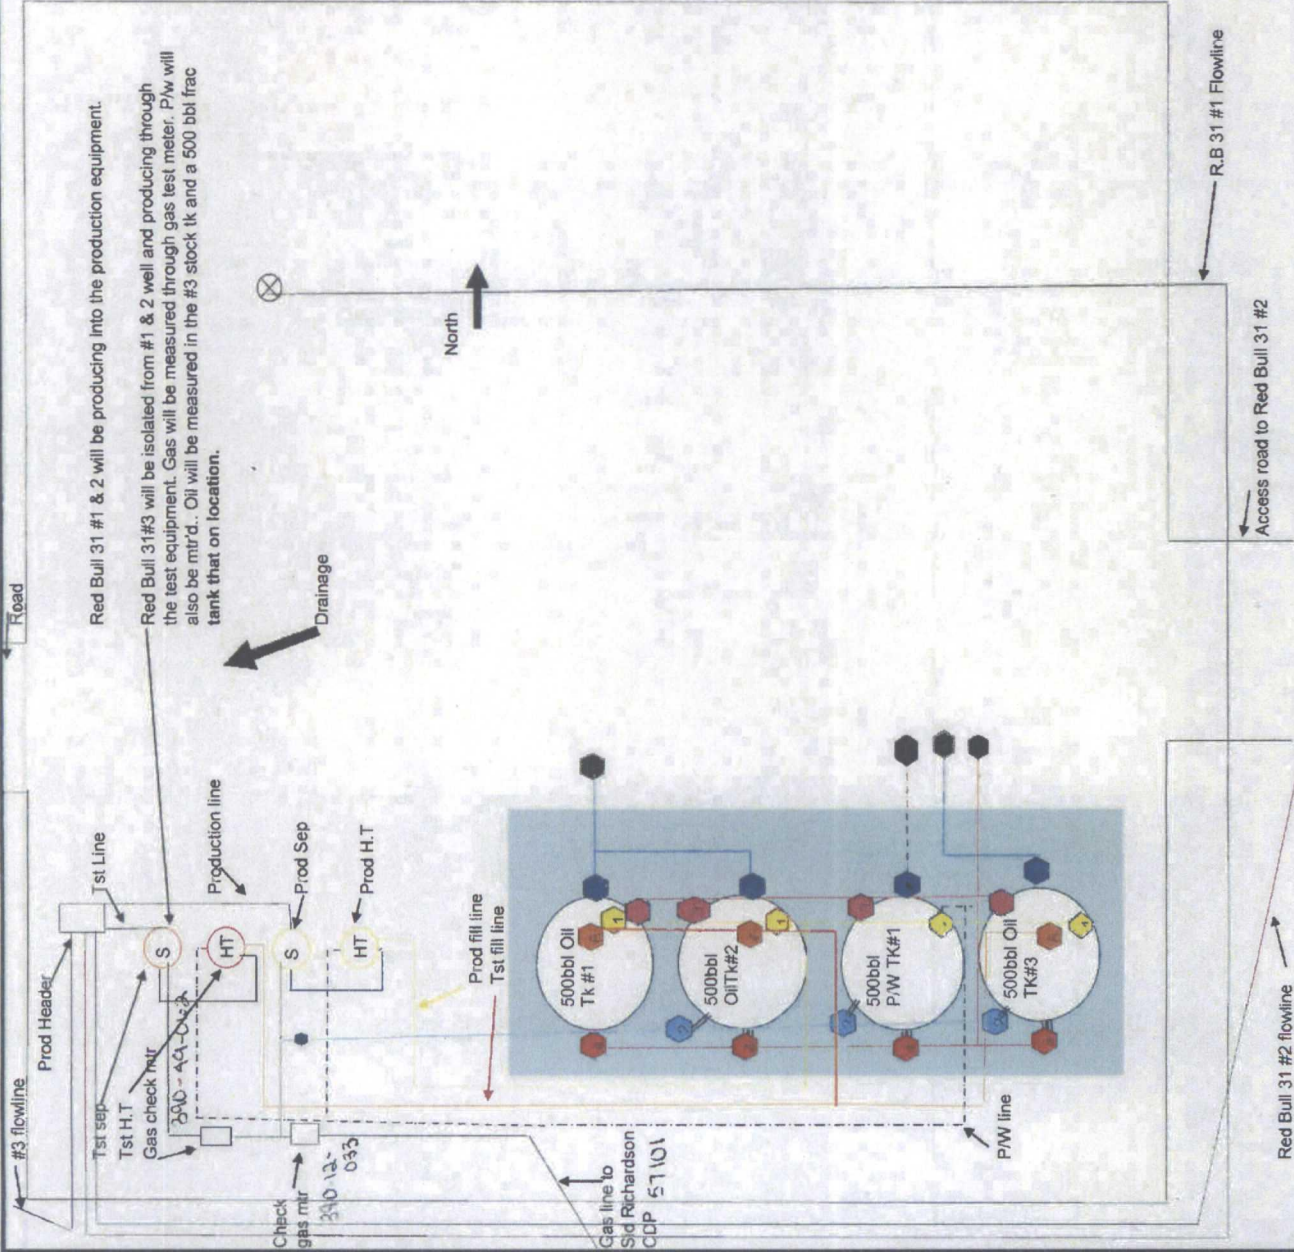 Road
Red Bull 31 #1 & 2 will be producing into the production equipment.
Red Bull 31#3 will be isolated from #1 & 2 well and producing through
the test equipment. Gas will be measured through gas test meter. P/w will
also be mtr'd.. Oil will be measured in the #3 stock tk and a 500 bbl frac
tank that on location.
Drainage
North
R.B 31 #1 Flowline
Access road to Red Bull 31 #2
Red Bull 31 #2 flowline
#3 flowline
Prod Header
Tst Line
Production line
Prod Sep
Prod H.T
Tst sep
Tst H.T
Gas check mtr
S
HT
S
HT
Check
gas mtr
390-12-
033
Gas line to
Sid Richardson
CDP 57101
Prod fill line
Tst fill line
P/W line
500bbl Oil
Tk #1
500bbl
OilTk#2
500bbl
P/W TK#1
500bbl Oil
TK#3